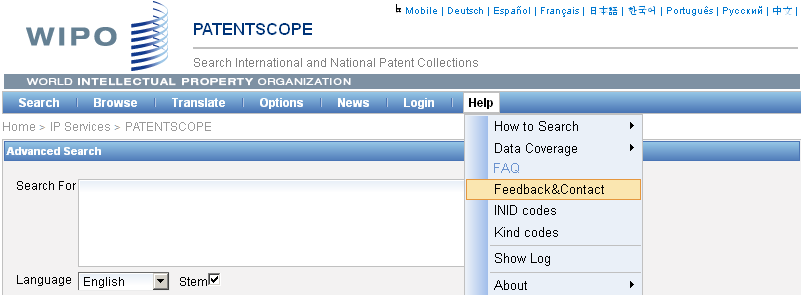 Mobile | Deutsch | Español | Français | 日本語 | 한국어 | Português | Русский | 中文 |
WIPO
PATENTSCOPE
Search International and National Patent Collections
WORLD INTELLECTUAL PROPERTY ORGANIZATION
Search | Browse | Translate | Options | News | Login | Help
Home > IP Services > PATENTSCOPE
How to Search
Data Coverage
FAQ
Feedback&Contact
INID codes
Kind codes
Show Log
About
Advanced Search
Search For
Language English Stem